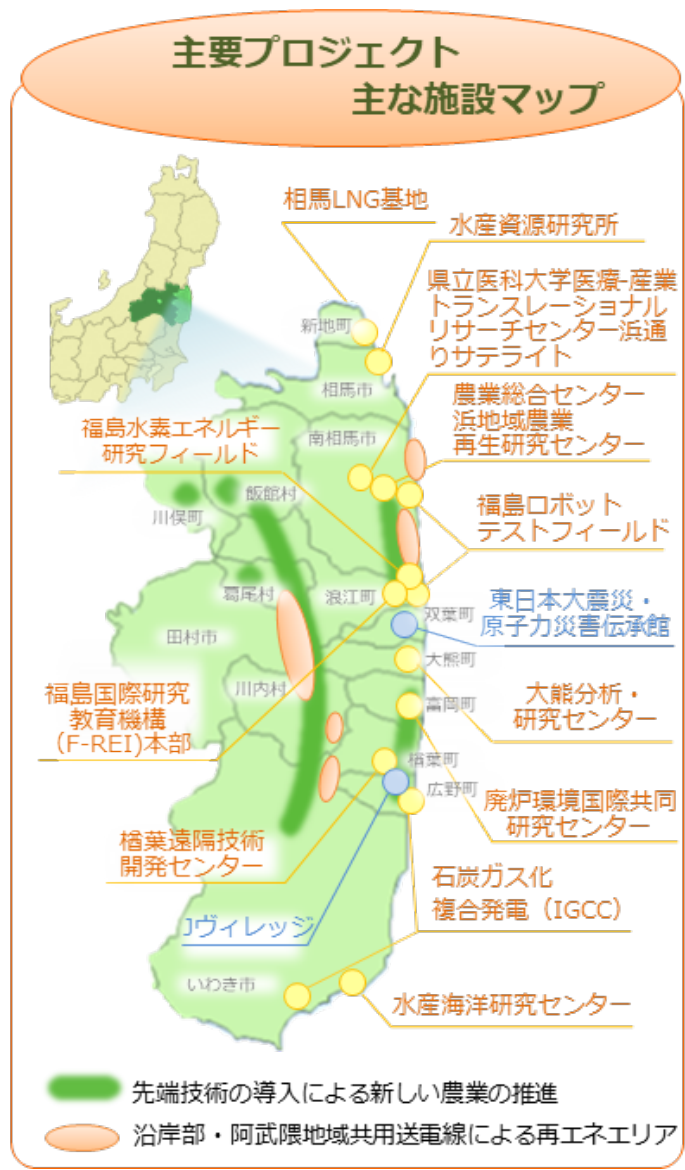 主要プロジェクト
主な施設マップ
相馬LNG基地
水産資源研究所
新地町
県立医科大学医療-産業
トランスレーショナル
リサーチセンター浜通
りサテライト
相馬市
農業総合センター
浜地域農業
再生研究センター
福島水素エネルギー
研究フィールド
南相馬市
飯館村
川俣町
福島ロボット
テストフィールド
葛尾村
浪江町
東日本大震災・
原子力災害伝承館
双葉町
田村市
大熊町
川内村
福島国際研究
教育機構
(F-REI)本部
大熊分析・
研究センター
富岡町
楢葉町
広野町
廃炉環境国際共同
研究センター
楢葉遠隔技術
開発センター
石炭ガス化
複合発電（IGCC）
Jヴィレッジ
いわき市
水産海洋研究センター
先端技術の導入による新しい農業の推進
沿岸部・阿武隈地域共用送電線による再エネエリア